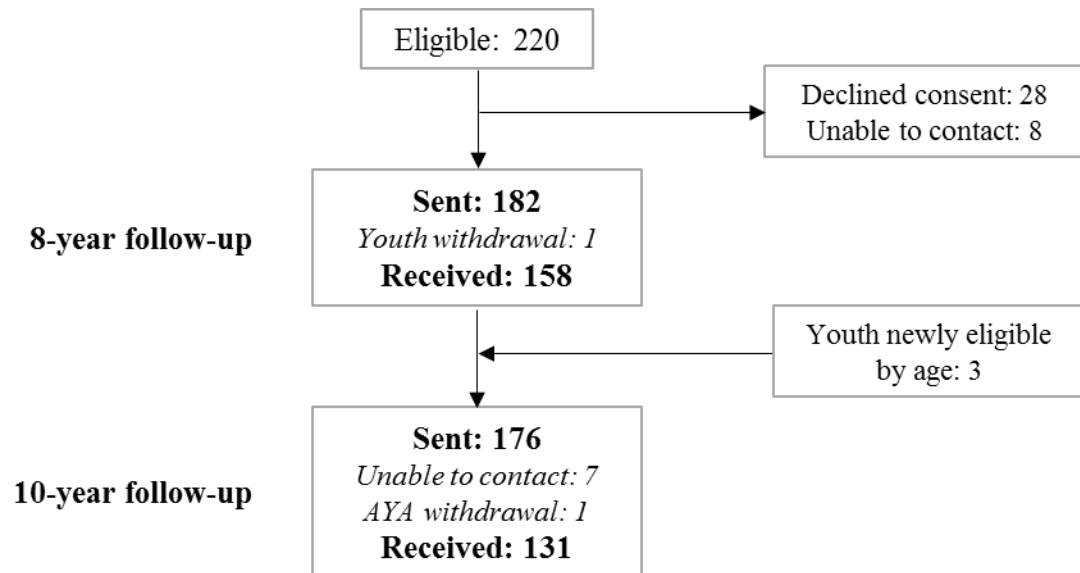 Eligible: 220
Declined consent: 28
Unable to contact: 8
8-year follow-up
Sent: 182
Youth withdrawal: 1
Received: 158
Youth newly eligible
by age: 3
10-year follow-up
Sent: 176
Unable to contact: 7
AYA withdrawal: 1
Received: 131